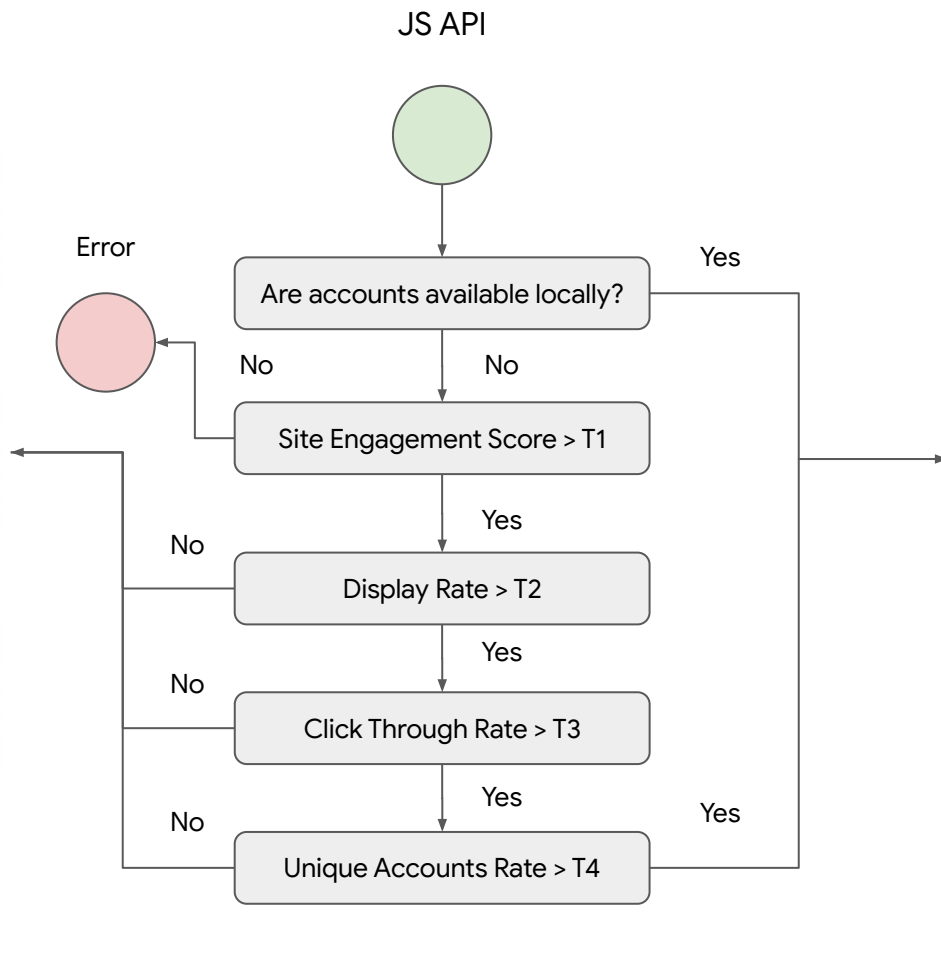 JS API
Error
Yes
Are accounts available locally?
No
No
Site Engagement Score > T1
Yes
No
Display Rate > T2
Yes
No
Click Through Rate > T3
Yes
Yes
No
Unique Accounts Rate > T4